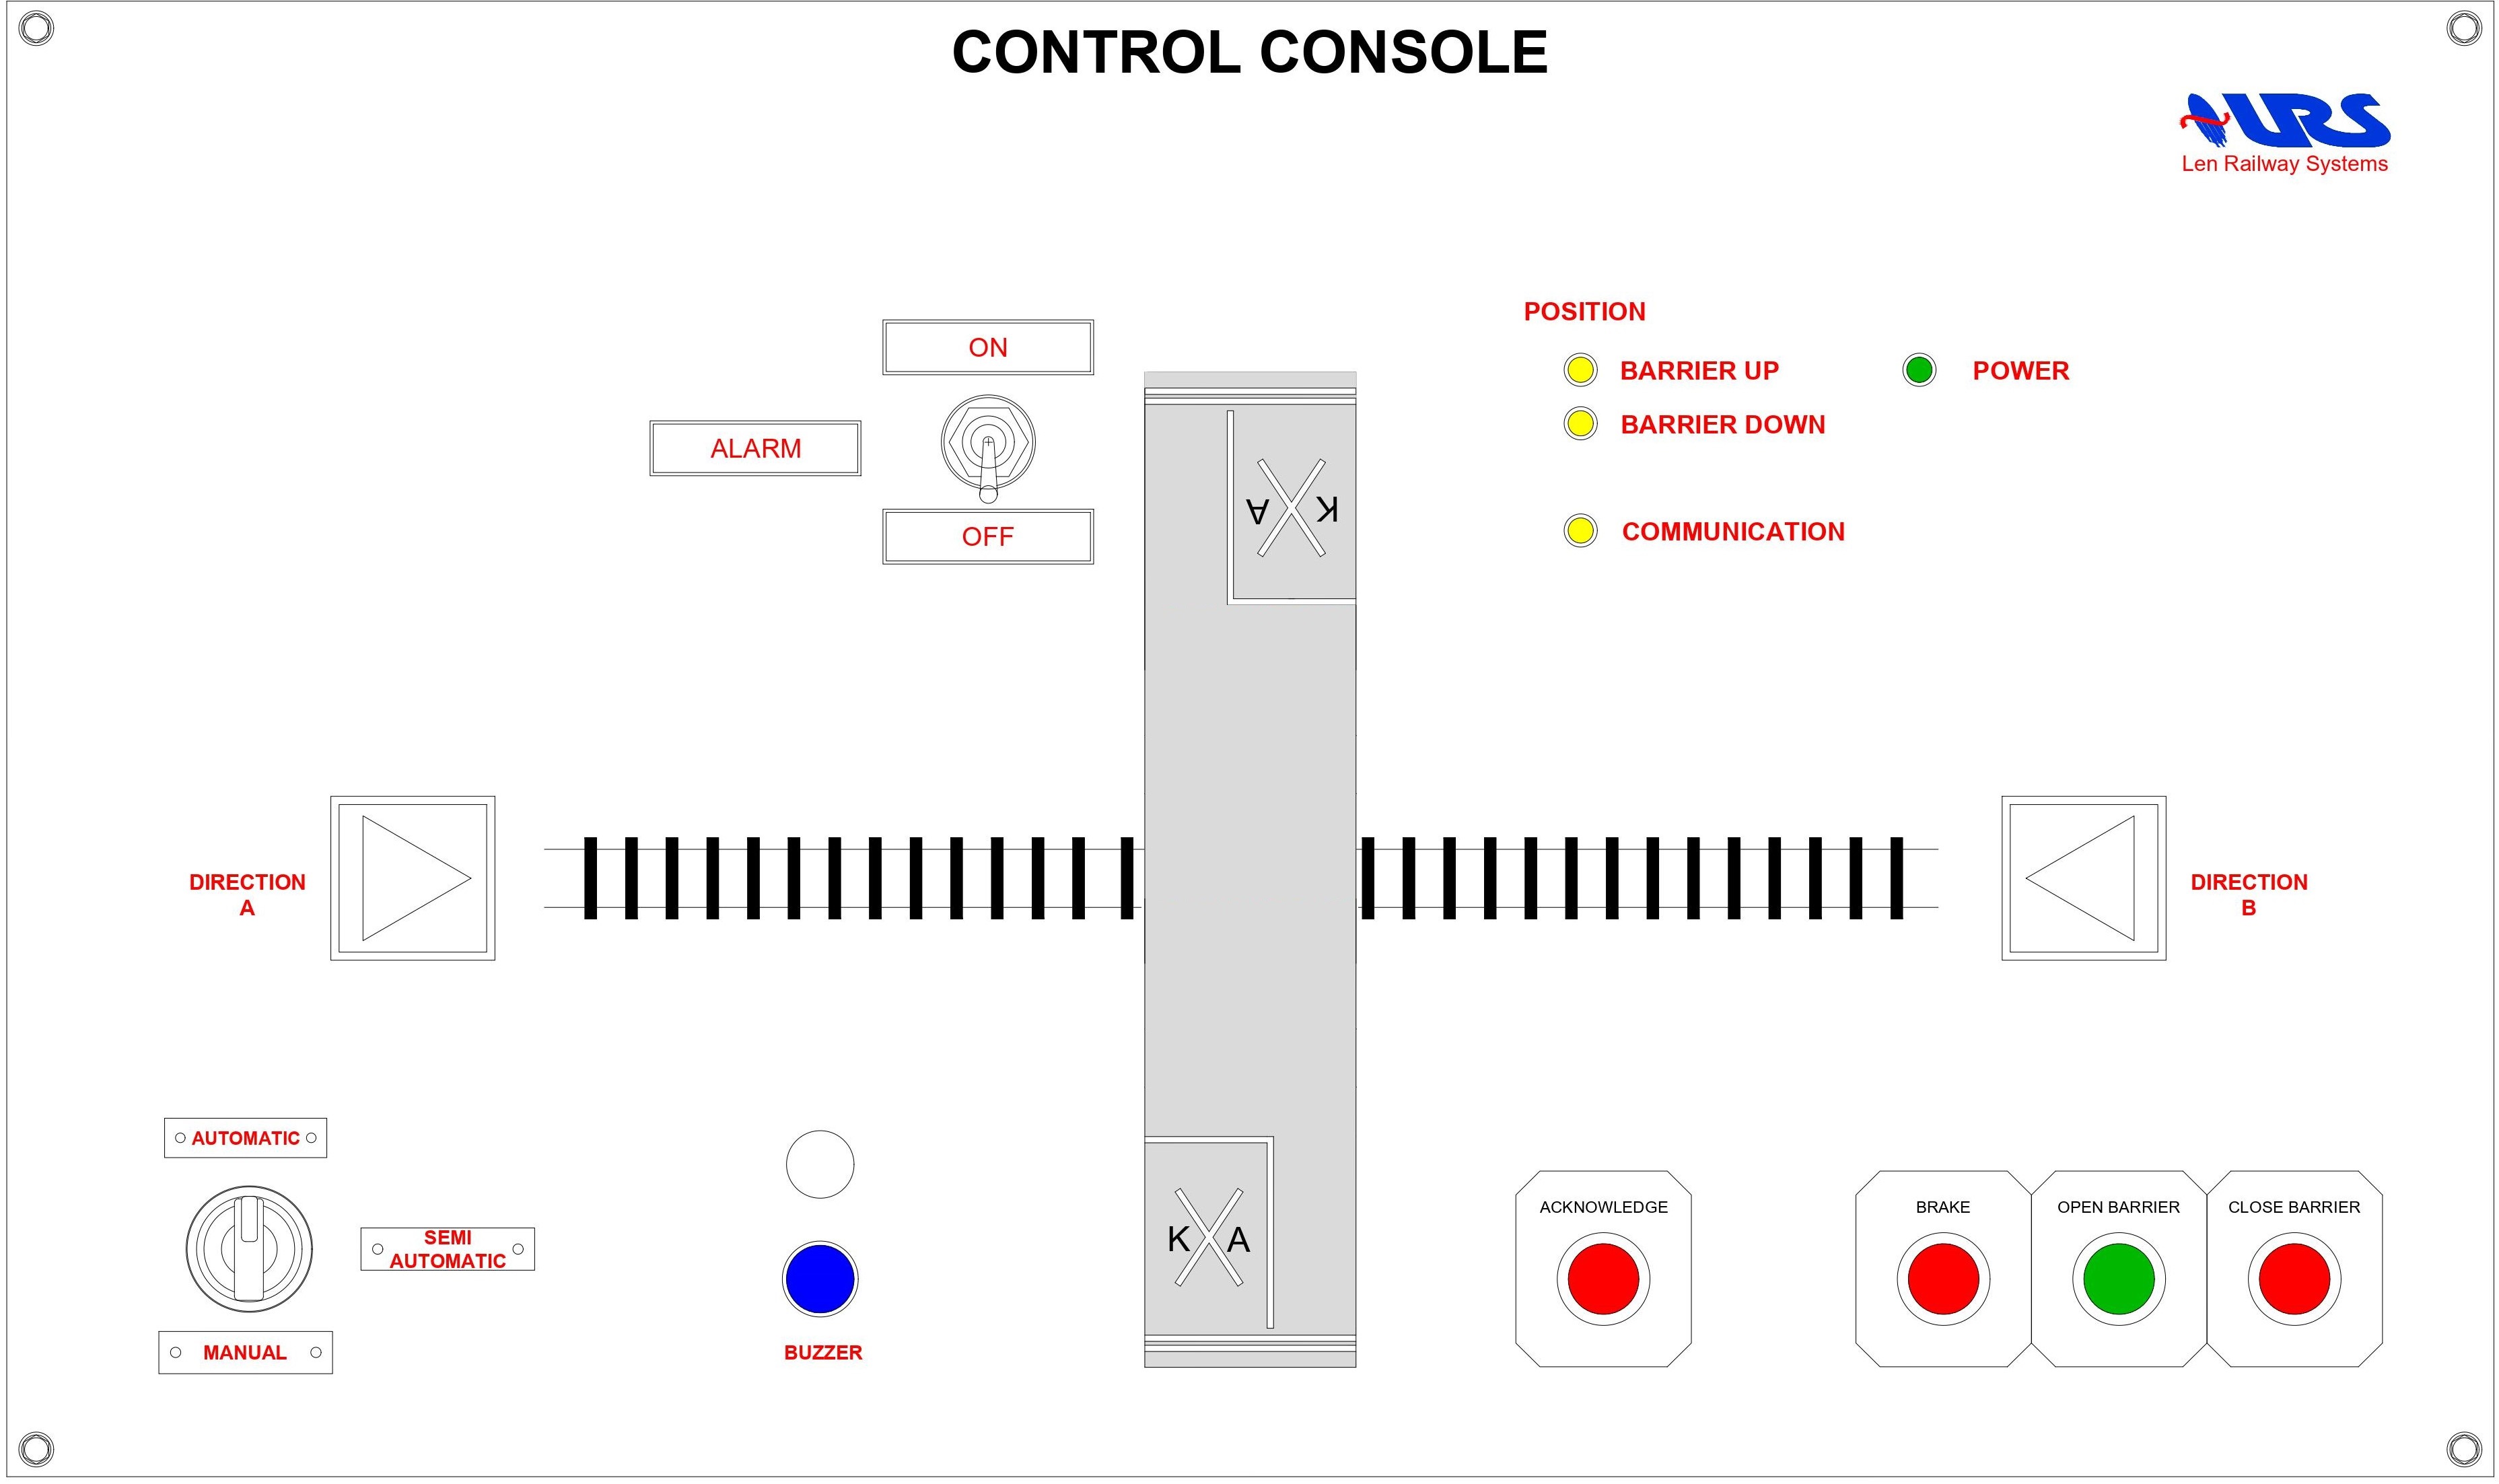 CONTROL CONSOLE
LRS
Len Railway Systems
POSITION
ON
BARRIER UP
POWER
BARRIER DOWN
ALARM
A K
COMMUNICATION
OFF
DIRECTION
A
DIRECTION
B
AUTOMATIC
SEMI
AUTOMATIC
MANUAL
BUZZER
K A
ACKNOWLEDGE
BRAKE
OPEN BARRIER
CLOSE BARRIER